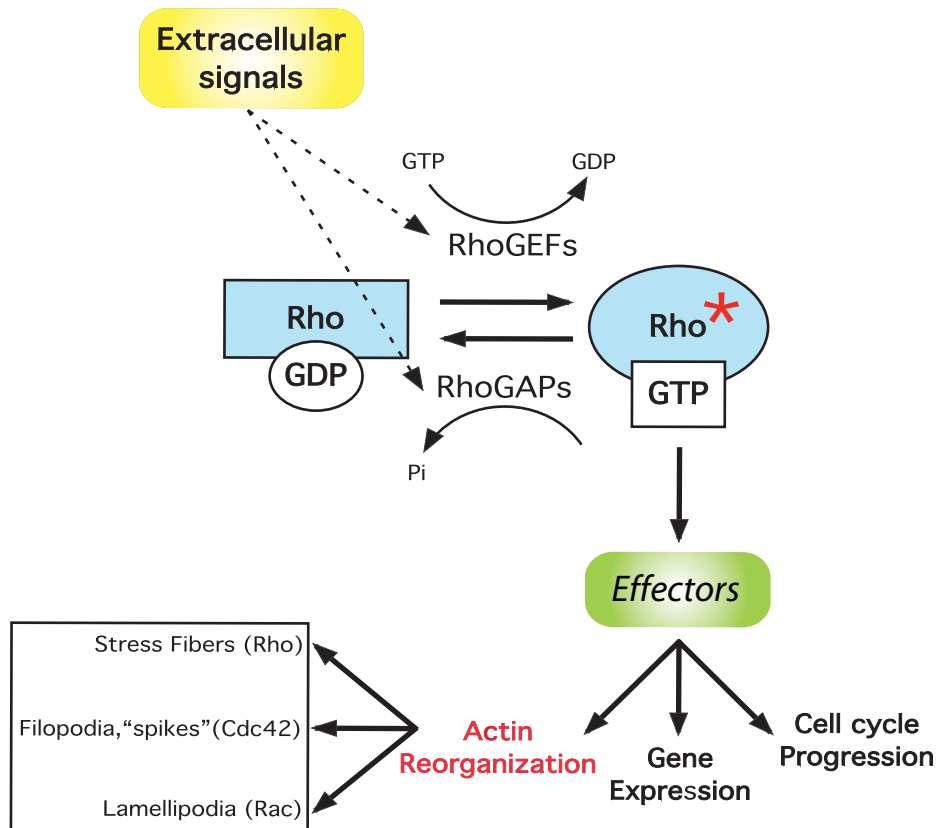 Extracellular
signals
GTP
GDP
RhoGEFs
Rho
Rho*
GDP
RhoGAPs
GTP
Pi
Effectors
Stress Fibers (Rho)
Filopodia,“spikes”(Cdc42)
Lamellipodia (Rac)
Actin
Reorganization
Gene
Expression
Cell cycle
Progression